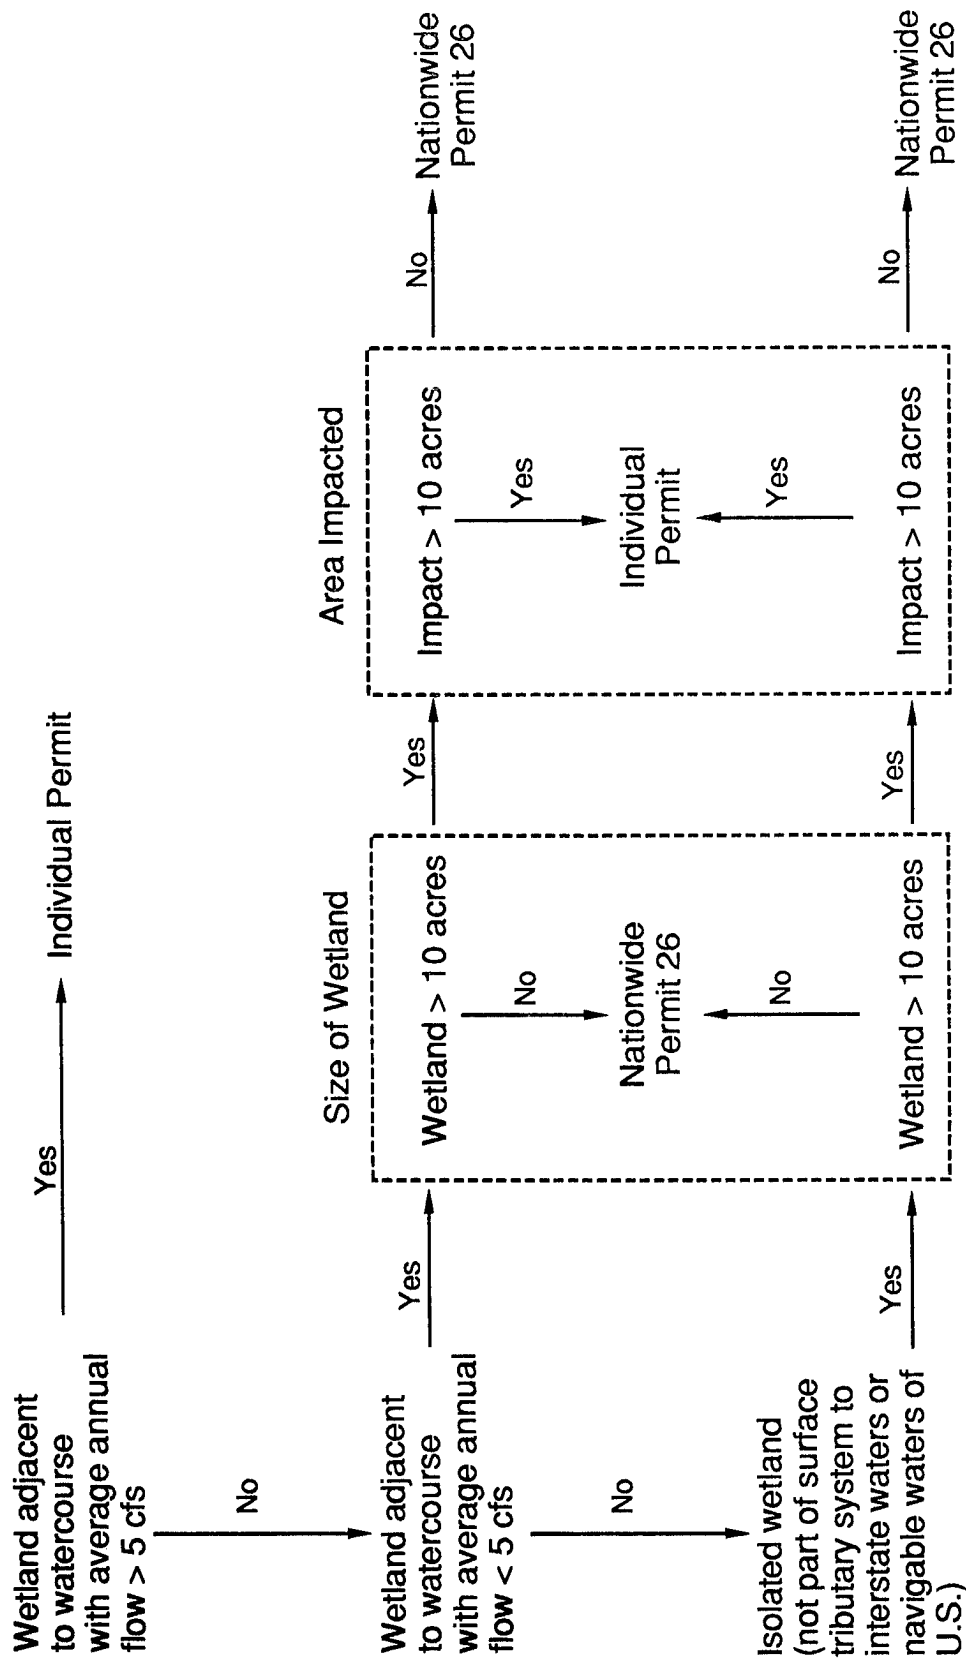 Wetland adjacent
to watercourse
with average annual
flow > 5 cfs
Yes
Individual Permit
No
Wetland adjacent
to watercourse
with average annual
flow < 5 cfs
Yes
Size of Wetland
Wetland > 10 acres
No
Nationwide
Permit 26
No
Wetland > 10 acres
Yes
Area Impacted
Impact > 10 acres
Yes
Individual
Permit
Yes
Impact > 10 acres
No
Nationwide
Permit 26
No
Isolated wetland
(not part of surface
tributary system to
interstate waters or
navigable waters of
U.S.)
Yes
Yes
No
Nationwide
Permit 26